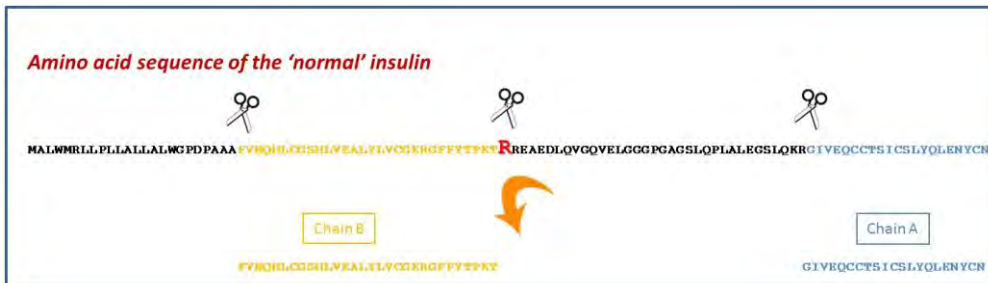 Amino acid sequence of the ‘normal’ insulin
MALWMRLLPLLALLALWGPDPAAAFVNQHLCGSHLVEALYLVCGERGFFYTPKTRREAEDLQVGQVELGGGPGAGSLQPLALEGSLQKRGIVEQCCTSICSLYQLENYCN
Chain B
Chain A
FVNQHLCGSHLVEALYLVCGERGFFYTPKT
GIVEQCCTSICSLYQLENYCN